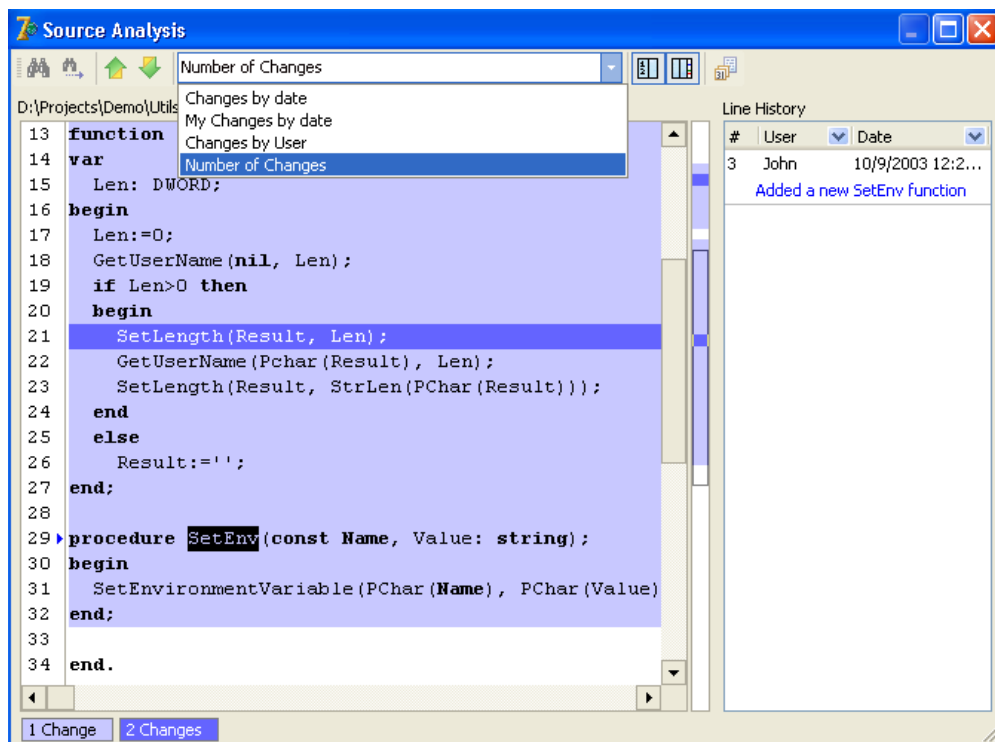 Source Analysis
Number of Changes
Changes by date
My Changes by date
Changes by User
Number of Changes
D:\Projects\Demo\Utils
Line History
# User Date
3 John 10/9/2003 12:2...
Added a new SetEnv function
13 function
14 var
15 Len: DWORD;
16 begin
17 Len:=0;
18 GetUserName(nil, Len);
19 if Len>0 then
20 begin
21 SetLength(Result, Len);
22 GetUserName(Pchar(Result), Len);
23 SetLength(Result, StrLen(PChar(Result)));
24 end
25 else
26 Result:='';
27 end;
28
29 procedure SetEnv(const Name, Value: string);
30 begin
31 SetEnvironmentVariable(PChar(Name), PChar(Value)
32 end;
33
34 end.
1 Change 2 Changes